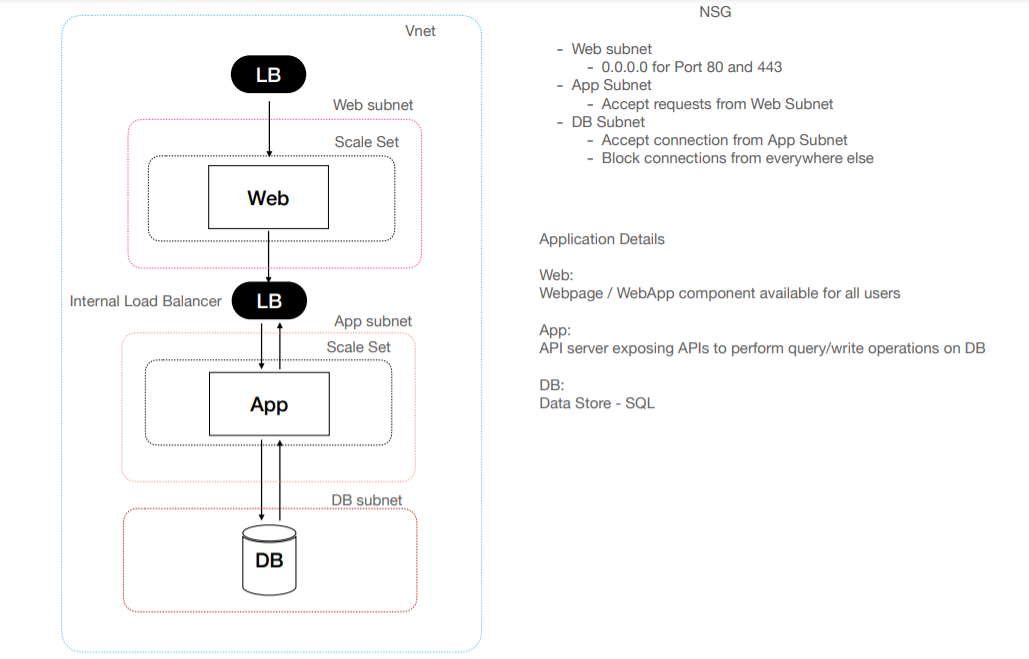 Vnet
LB
Web subnet
Scale Set
Web
Internal Load Balancer
LB
App subnet
Scale Set
App
DB subnet
DB
NSG
- Web subnet
- 0.0.0.0 for Port 80 and 443
- App Subnet
- Accept requests from Web Subnet
- DB Subnet
- Accept connection from App Subnet
- Block connections from everywhere else
Application Details
Web:
Webpage / WebApp component available for all users
App:
API server exposing APIs to perform query/write operations on DB
DB:
Data Store - SQL